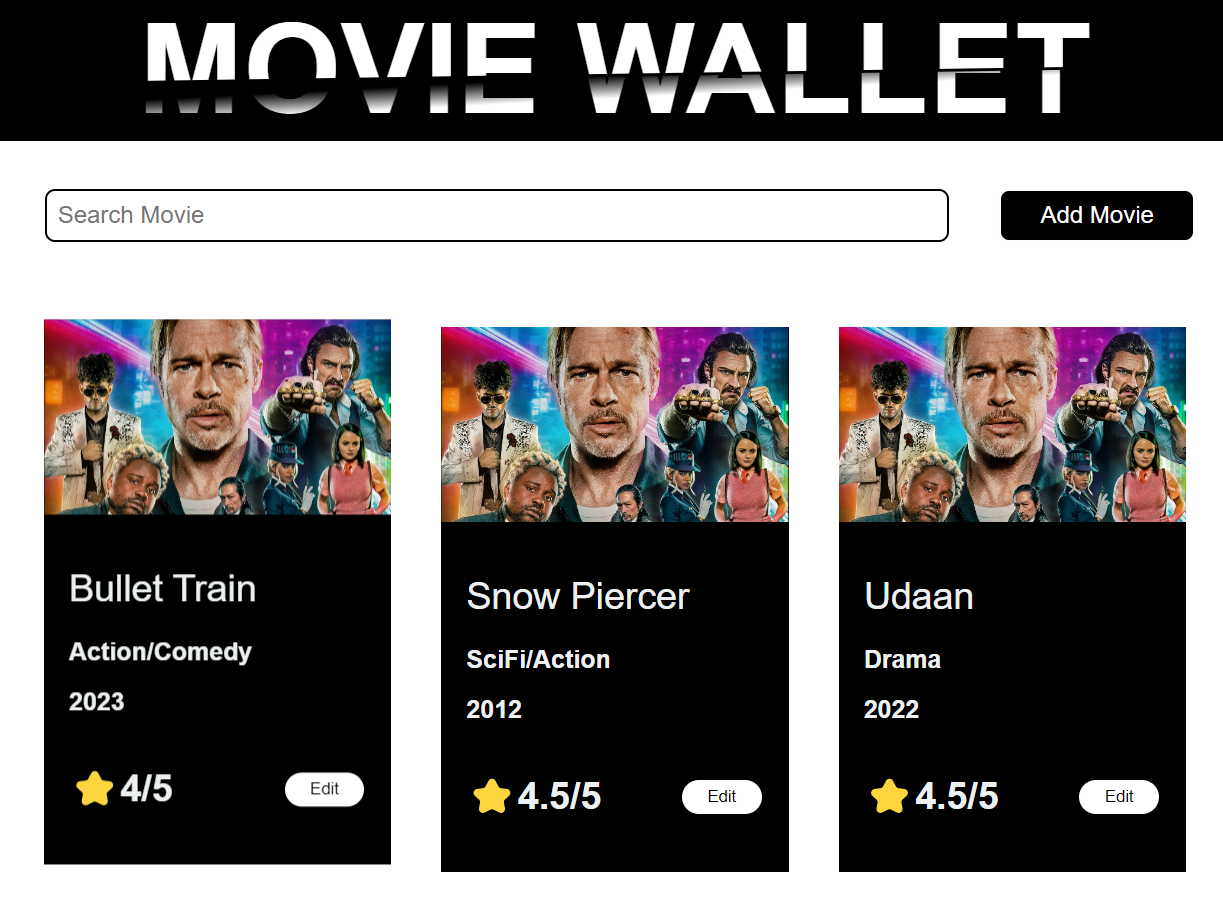 MOVIE WALLET
Search Movie
Add Movie
Bullet Train
Action/Comedy
2023
4/5
Edit
Snow Piercer
SciFi/Action
2012
4.5/5
Edit
Udaan
Drama
2022
4.5/5
Edit